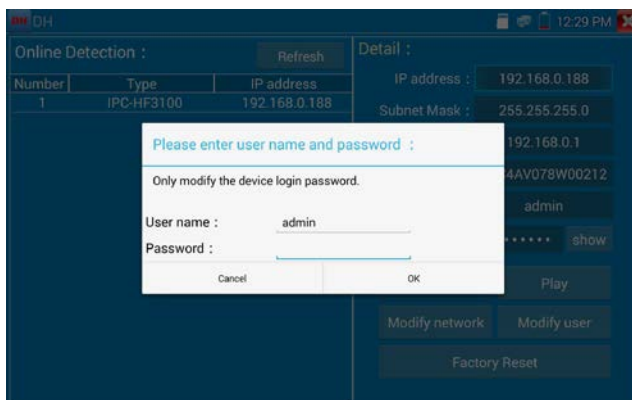 DH DH 12:29 PM
Online Detection : Refresh
Number Type IP address
1 IPC-HF3100 192.168.0.188
Detail :
IP address : 192.168.0.188
Subnet Mask : 255.255.255.0
192.168.0.1
4AV078W00212
admin
•••••• show
Play
Modify network Modify user
Factory Reset
Please enter user name and password :
Only modify the device login password.
User name : admin
Password :
Cancel OK